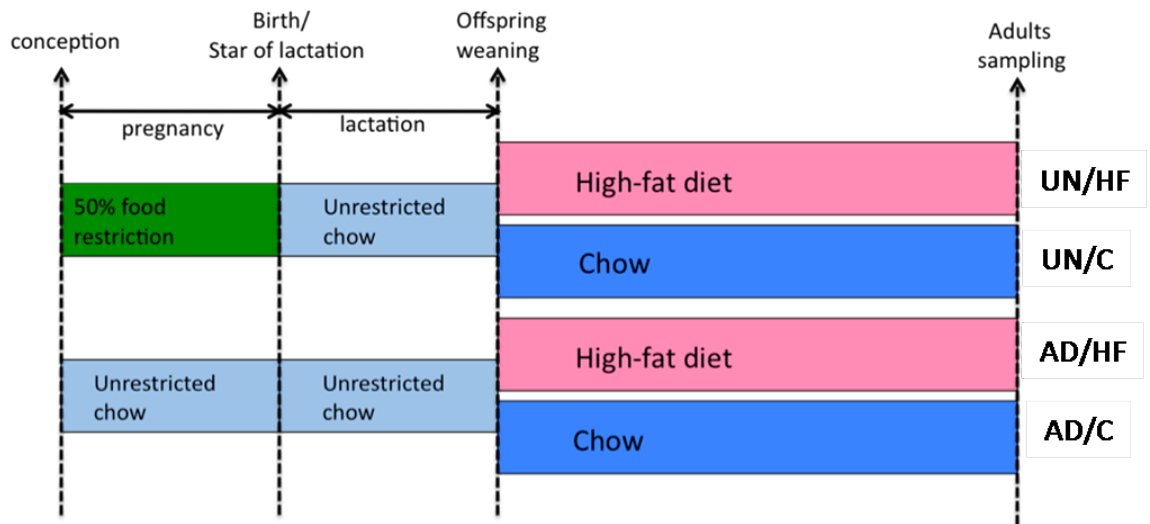 conception
Birth/
Star of lactation
Offspring
weaning
Adults
sampling
pregnancy
lactation
50% food
restriction
Unrestricted
chow
High-fat diet
UN/HF
Chow
UN/C
Unrestricted
chow
Unrestricted
chow
High-fat diet
AD/HF
Chow
AD/C